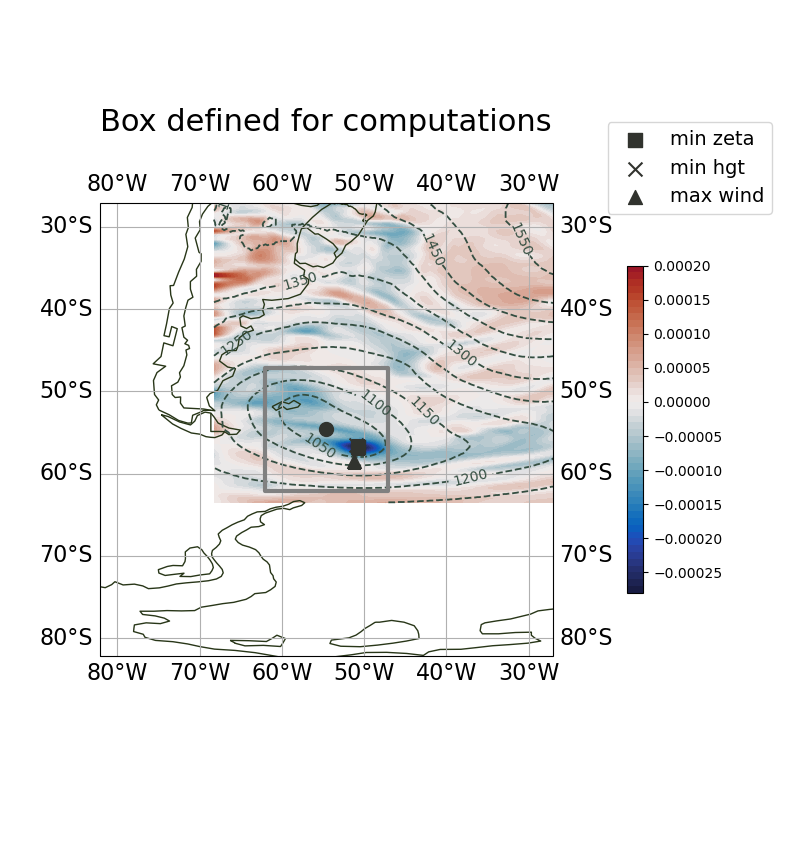 Box defined for computations
min zeta
min hgt
max wind
80°W 70°W 60°W 50°W 40°W 30°W
30°S 30°S
40°S 40°S
50°S 50°S
60°S 60°S
70°S 70°S
80°S 80°S
80°W 70°W 60°W 50°W 40°W 30°W
1550
1450
1350
1300
1250
1150
1100
1050
1200
0.00020
0.00015
0.00010
0.00005
0.00000
−0.00005
−0.00010
−0.00015
−0.00020
−0.00025